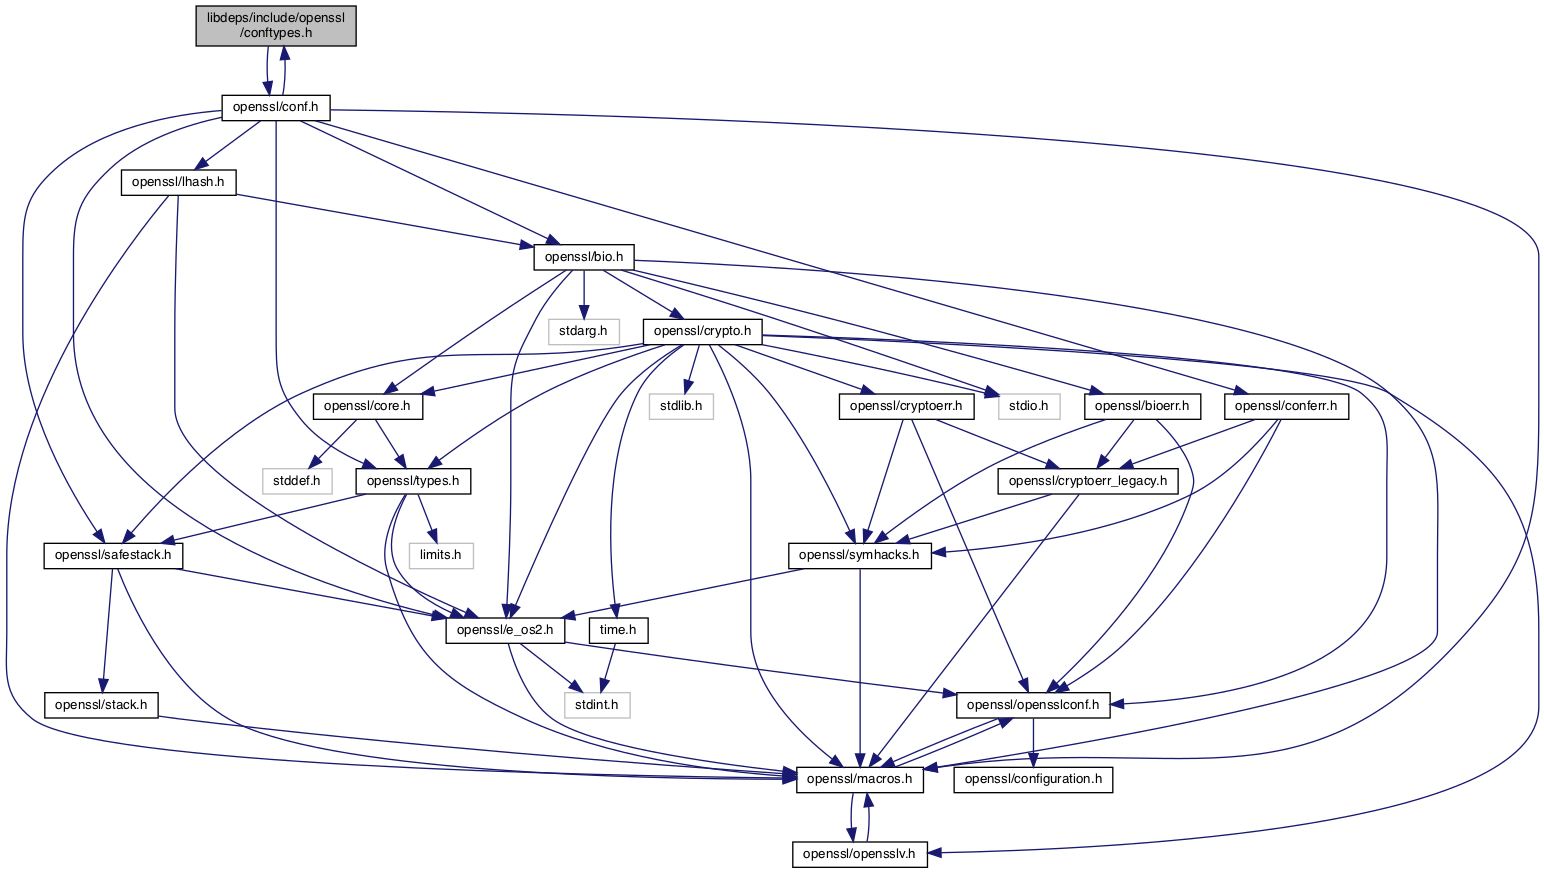 libdeps/include/openssl
/conftypes.h
openssl/conf.h
openssl/lhash.h
openssl/bio.h
stdarg.h
openssl/crypto.h
openssl/core.h
stdlib.h
openssl/cryptoerr.h
stdio.h
openssl/bioerr.h
openssl/conferr.h
stddef.h
openssl/types.h
openssl/cryptoerr_legacy.h
openssl/safestack.h
limits.h
openssl/symhacks.h
openssl/e_os2.h
time.h
openssl/stack.h
stdint.h
openssl/opensslconf.h
openssl/macros.h
openssl/configuration.h
openssl/opensslv.h